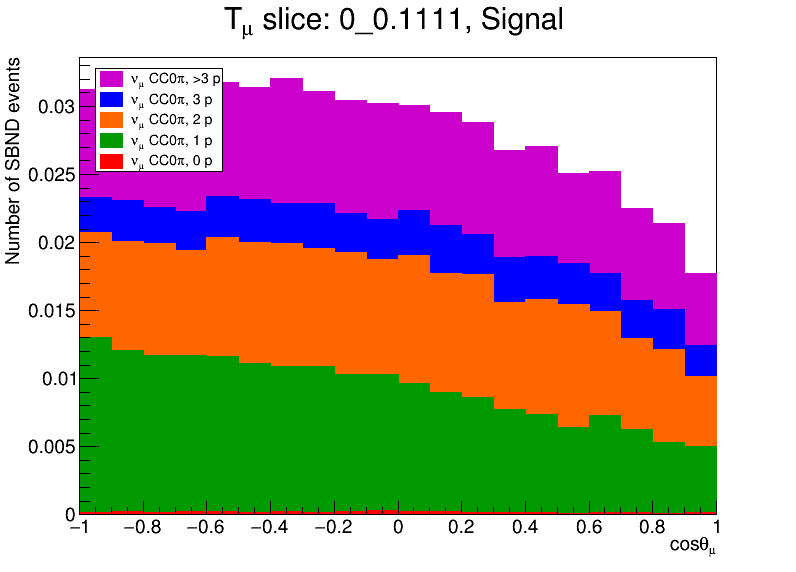 Tμ slice: 0_0.1111, Signal
Number of SBND events
0.03
0.025
0.02
0.015
0.01
0.005
0
νμ CC0π, >3 p
νμ CC0π, 3 p
νμ CC0π, 2 p
νμ CC0π, 1 p
νμ CC0π, 0 p
−1 −0.8 −0.6 −0.4 −0.2 0 0.2 0.4 0.6 0.8 1
cosθμ